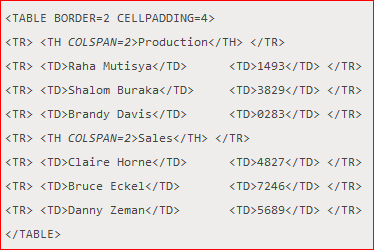 <TABLE BORDER=2 CELLPADDING=4>
<TR> <TH COLSPAN=2>Production</TH> </TR>
<TR> <TD>Raha Mutisya</TD> <TD>1493</TD> </TR>
<TR> <TD>Shalom Buraka</TD> <TD>3829</TD> </TR>
<TR> <TD>Brandy Davis</TD> <TD>0283</TD> </TR>
<TR> <TH COLSPAN=2>Sales</TH> </TR>
<TR> <TD>Claire Horne</TD> <TD>4827</TD> </TR>
<TR> <TD>Bruce Eckel</TD> <TD>7246</TD> </TR>
<TR> <TD>Danny Zeman</TD> <TD>5689</TD> </TR>
</TABLE>